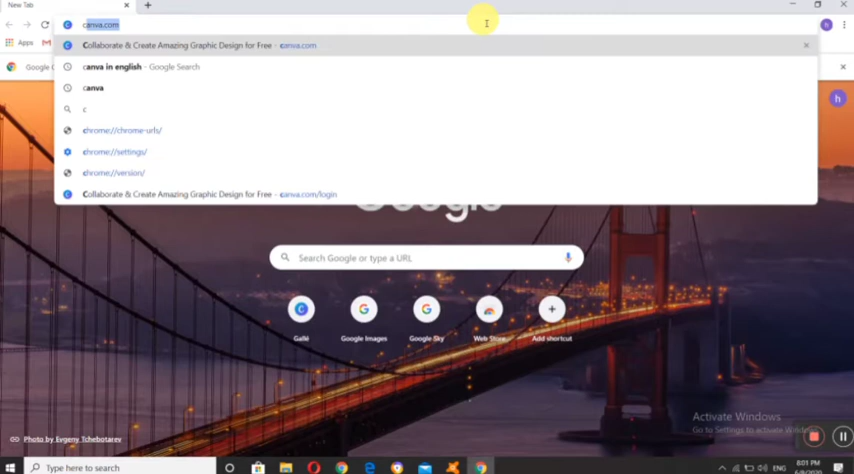 New Tab
canva.com
Collaborate & Create Amazing Graphic Design for Free - canva.com
canva in english - Google Search
canva
c
chrome://chrome-urls/
chrome://settings/
chrome://version/
Collaborate & Create Amazing Graphic Design for Free - canva.com/login
Apps
Google
h
h
Search Google or type a URL
Galki
Google Images
Google Sky
Web Store
Add shortcut
Activate Windows
Go to Settings to activate
Photo by Evgeny Tchebotarev
Type here to search
8:01 PM